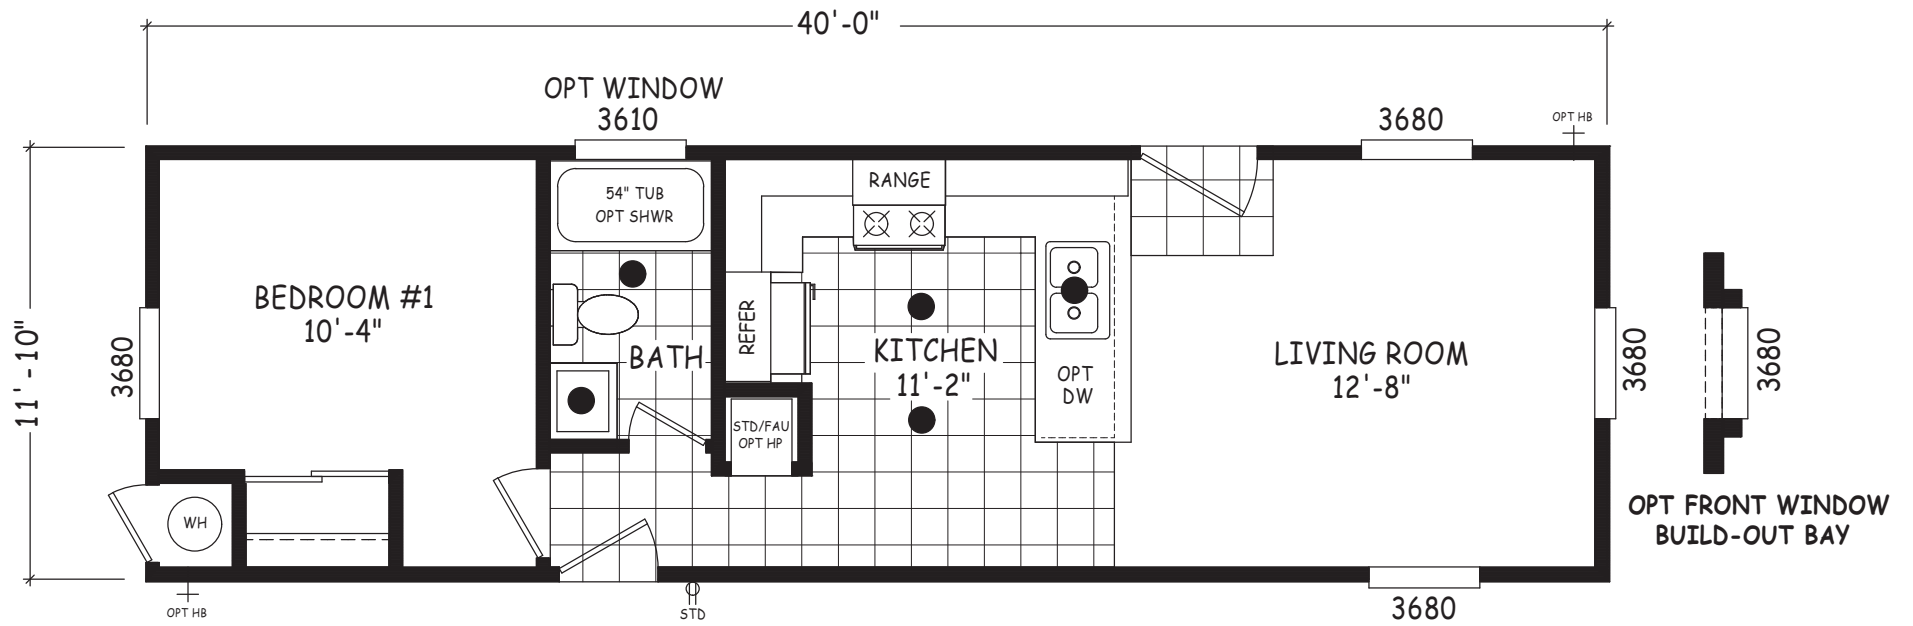 40'-0"
OPT WINDOW
3610
3680
OPT HB
11'-10"
3680
BEDROOM #1
10'-4"
54" TUB
OPT SHWR
BATH
RANGE
REFER
KITCHEN
11'-2"
STD/FAU
OPT HP
OPT
DW
LIVING ROOM
12'-8"
3680
3680
OPT FRONT WINDOW
BUILD-OUT BAY
WH
OPT HB
STD
3680